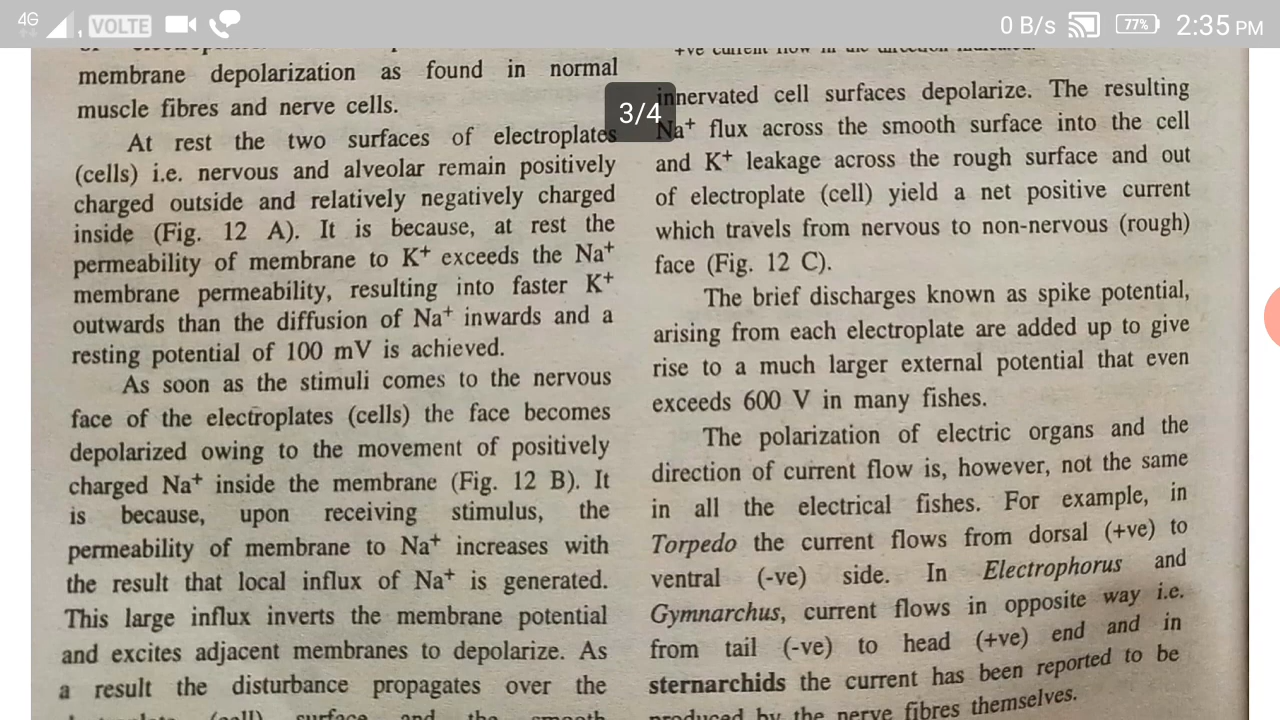 4G VOLTE 0 B/s 77% 2:35 PM
3/4
membrane depolarization as found in normal
muscle fibres and nerve cells.
At rest the two surfaces of electroplates
(cells) i.e. nervous and alveolar remain positively
charged outside and relatively negatively charged
inside (Fig. 12 A). It is because, at rest the
permeability of membrane to K⁺ exceeds the Na⁺
membrane permeability, resulting into faster K⁺
outwards than the diffusion of Na⁺ inwards and a
resting potential of 100 mV is achieved.
As soon as the stimuli comes to the nervous
face of the electroplates (cells) the face becomes
depolarized owing to the movement of positively
charged Na⁺ inside the membrane (Fig. 12 B). It
is because, upon receiving stimulus, the
permeability of membrane to Na⁺ increases with
the result that local influx of Na⁺ is generated.
This large influx inverts the membrane potential
and excites adjacent membranes to depolarize. As
a result the disturbance propagates over the
(cell) surface and the smooth
+ve current flow in the direction indicated.
innervated cell surfaces depolarize. The resulting
Na⁺ flux across the smooth surface into the cell
and K⁺ leakage across the rough surface and out
of electroplate (cell) yield a net positive current
which travels from nervous to non-nervous (rough)
face (Fig. 12 C).
The brief discharges known as spike potential,
arising from each electroplate are added up to give
rise to a much larger external potential that even
exceeds 600 V in many fishes.
The polarization of electric organs and the
direction of current flow is, however, not the same
in all the electrical fishes. For example, in
Torpedo the current flows from dorsal (+ve) to
ventral (-ve) side. In Electrophorus and
Gymnarchus, current flows in opposite way i.e.
from tail (-ve) to head (+ve) end and in
sternarchids the current has been reported to be
produced by the nerve fibres themselves.